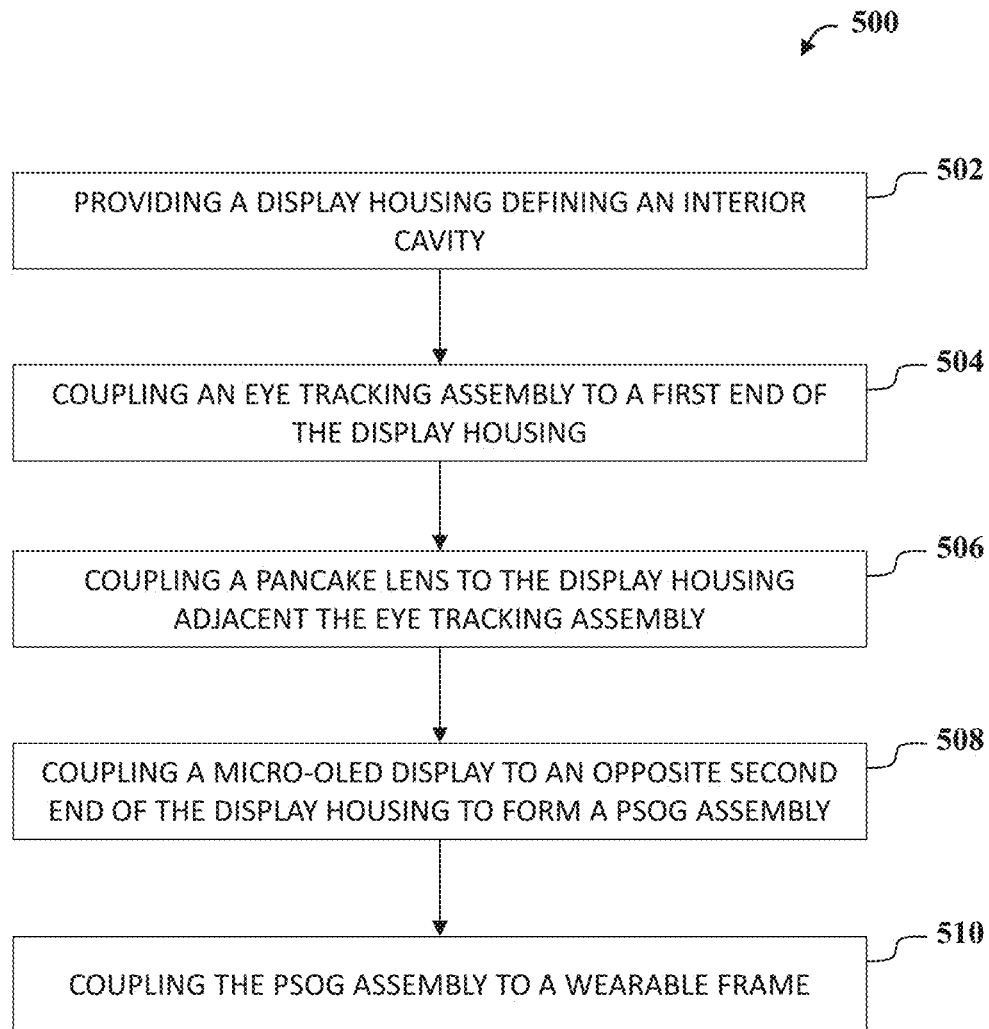 500
502
PROVIDING A DISPLAY HOUSING DEFINING AN INTERIOR
CAVITY
504
COUPLING AN EYE TRACKING ASSEMBLY TO A FIRST END OF
THE DISPLAY HOUSING
506
COUPLING A PANCAKE LENS TO THE DISPLAY HOUSING
ADJACENT THE EYE TRACKING ASSEMBLY
508
COUPLING A MICRO-OLED DISPLAY TO AN OPPOSITE SECOND
END OF THE DISPLAY HOUSING TO FORM A PSOG ASSEMBLY
510
COUPLING THE PSOG ASSEMBLY TO A WEARABLE FRAME